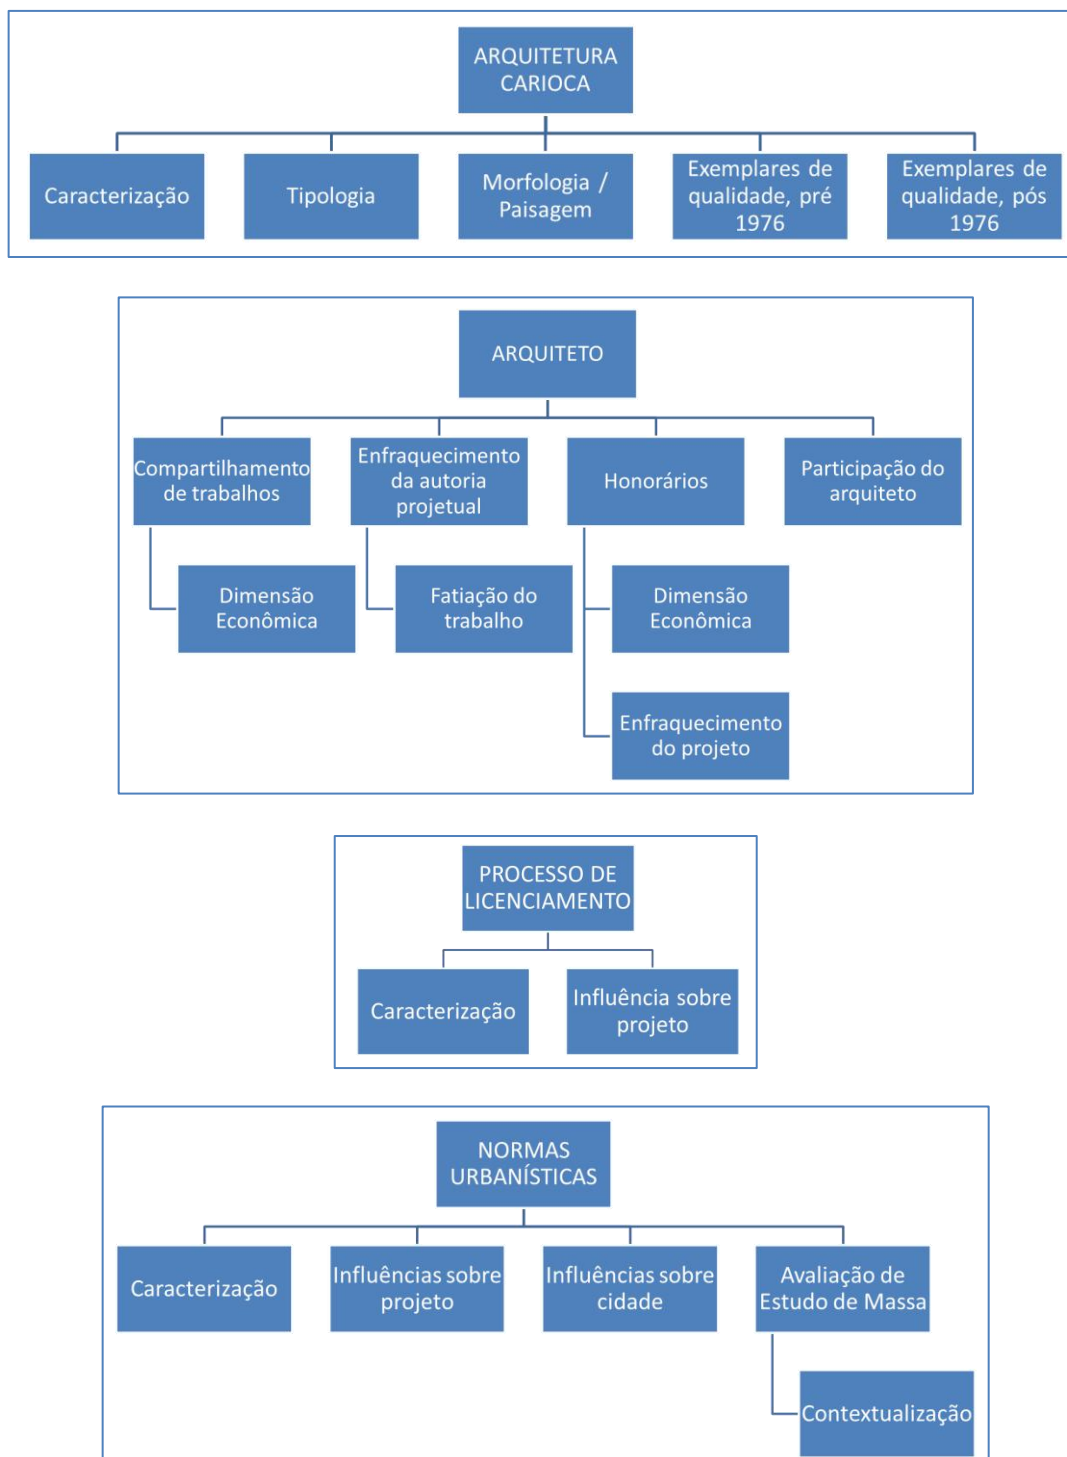 ARQUITETURA
CARIOCA
Caracterização
Tipologia
Morfologia /
Paisagem
Exemplares de
qualidade, pré
1976
Exemplares de
qualidade, pós
1976
ARQUITETO
Compartilhamento
de trabalhos
Enfraquecimento
da autoria
projetual
Honorários
Participação do
arquiteto
Dimensão
Econômica
Fatiação do
trabalho
Dimensão
Econômica
Enfraquecimento
do projeto
PROCESSO DE
LICENCIAMENTO
Caracterização
Influência sobre
projeto
NORMAS
URBANÍSTICAS
Caracterização
Influências sobre
projeto
Influências sobre
cidade
Avaliação de
Estudo de Massa
Contextualização